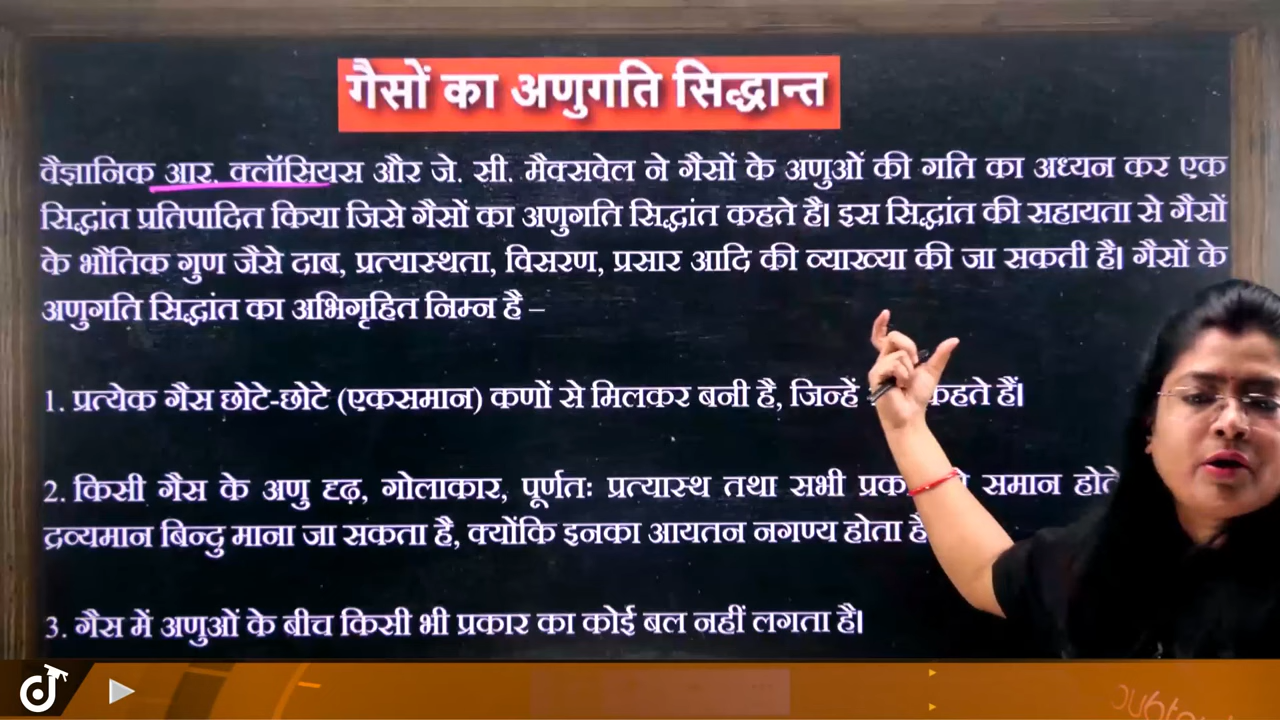 गैसों का अणुगति सिद्धान्त
वैज्ञानिक आर. क्लॉसियस और जे. सी. मैक्सवेल ने गैसों के अणुओं की गति का अध्यन कर एक
सिद्धांत प्रतिपादित किया जिसे गैसों का अणुगति सिद्धांत कहते है। इस सिद्धांत की सहायता से गैसों
के भौतिक गुण जैसे दाब, प्रत्यास्थता, विसरण, प्रसार आदि की व्याख्या की जा सकती है। गैसों के
अणुगति सिद्धांत का अभिगृहित निम्न है –
1. प्रत्येक गैस छोटे-छोटे (एकसमान) कणों से मिलकर बनी है, जिन्हें कहते हैं।
2. किसी गैस के अणु दृढ़, गोलाकार, पूर्णतः प्रत्यास्थ तथा सभी समान
द्रव्यमान बिन्दु माना जा सकता है, क्योंकि इनका आयतन नगण्य होता है
3. गैस में अणुओं के बीच किसी भी प्रकार का कोई बल नहीं लगता है।